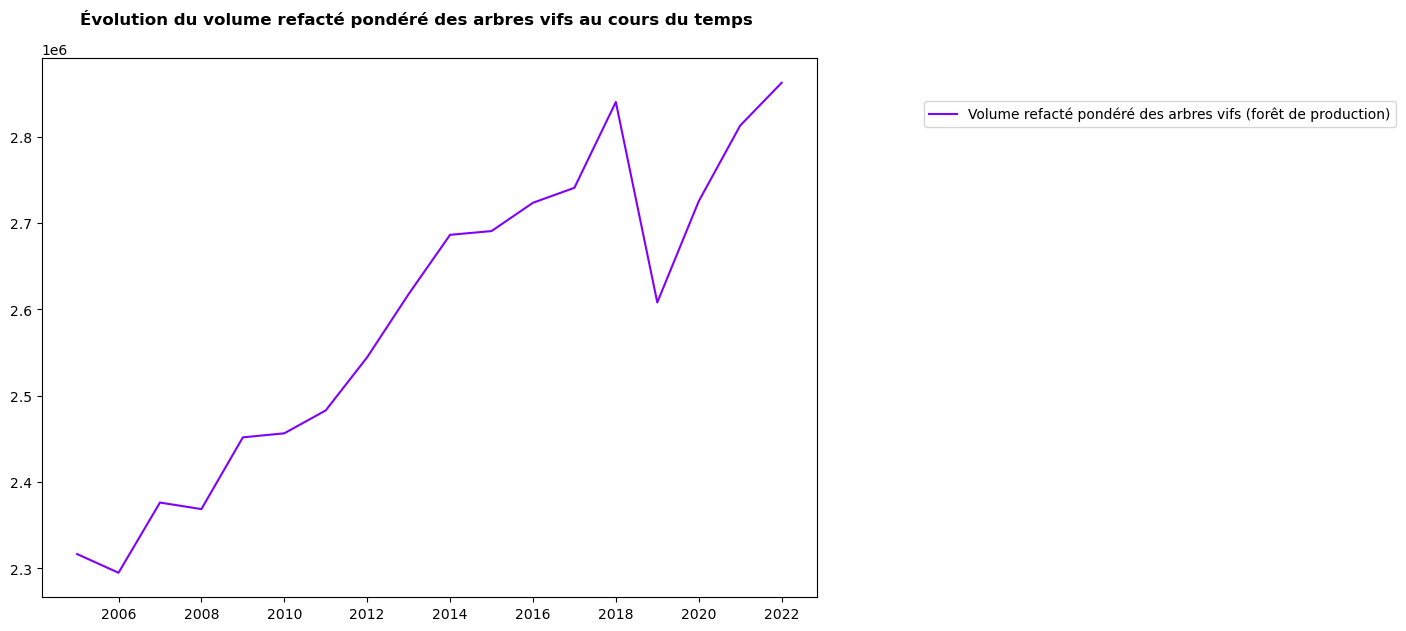 Évolution du volume refacté pondéré des arbres vifs au cours du temps
1e6
Volume refacté pondéré des arbres vifs (forêt de production)
2.8
2.7
2.6
2.5
2.4
2.3
2006 2008 2010 2012 2014 2016 2018 2020 2022